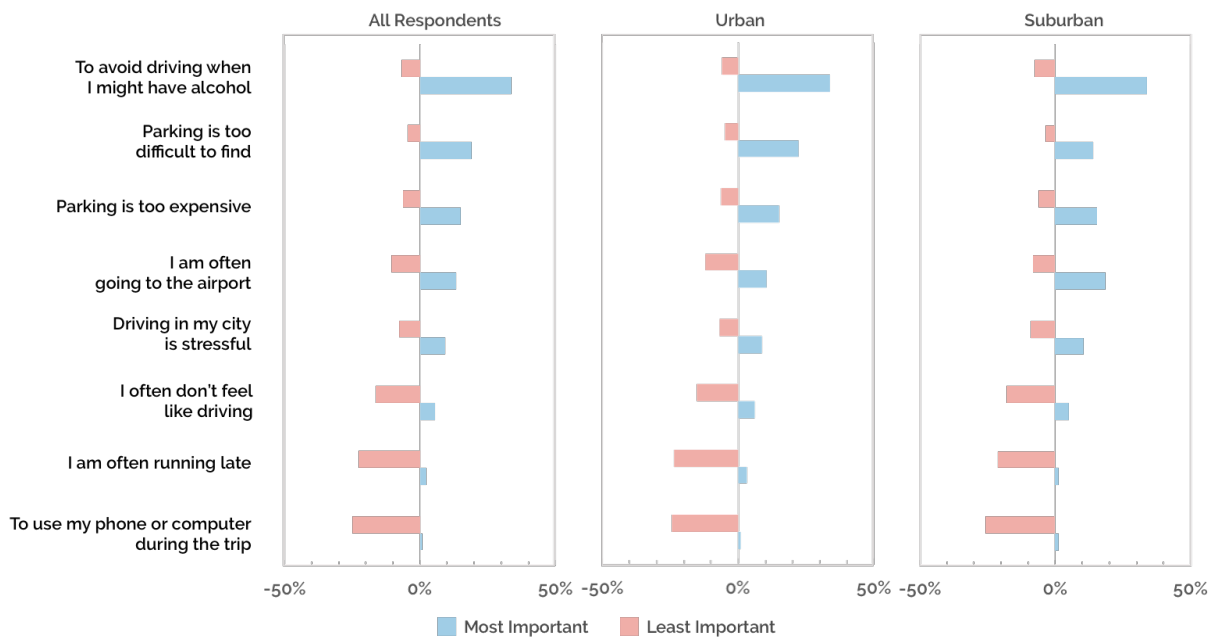 All Respondents
Urban
Suburban
To avoid driving when
I might have alcohol
Parking is too
difficult to find
Parking is too expensive
I am often
going to the airport
Driving in my city
is stressful
I often don't feel
like driving
I am often running late
To use my phone or computer
during the trip
-50% 0% 50%
-50% 0% 50%
-50% 0% 50%
Most Important
Least Important